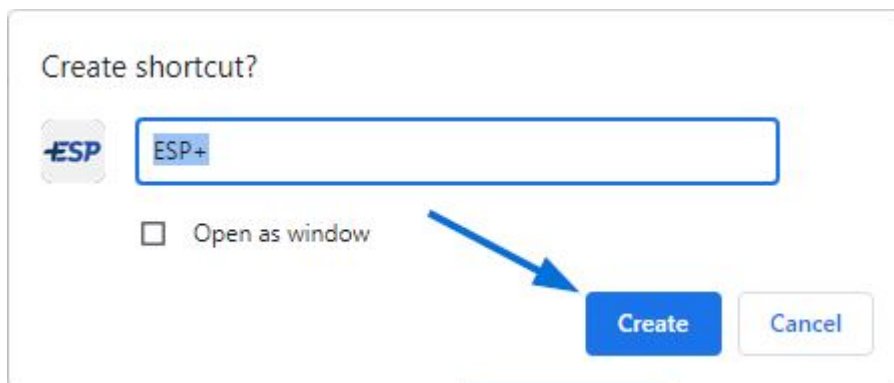 Create shortcut?
ESP
ESP+
Open as window
Create
Cancel